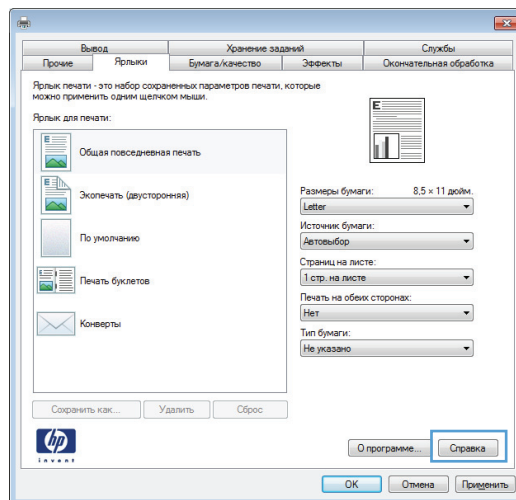 Вывод
Хранение заданий
Службы
Прочие
Ярлыки
Бумага/качество
Эффекты
Окончательная обработка
Ярлык печати - это набор сохраненных параметров печати, которые
можно применить одним щелчком мыши.
Ярлык для печати:
Общая повседневная печать
Экопечать (двусторонняя)
По умолчанию
Печать буклетов
Конверты
Сохранить как...
Удалить
Сброс
E
Размеры бумаги: 8,5 × 11 дюйм.
Letter
Источник бумаги:
Автовыбор
Страниц на листе:
1 стр. на листе
Печать на обеих сторонах:
Нет
Тип бумаги:
Не указано
hp
invent
О программе...
Справка
OK
Отмена
Применить